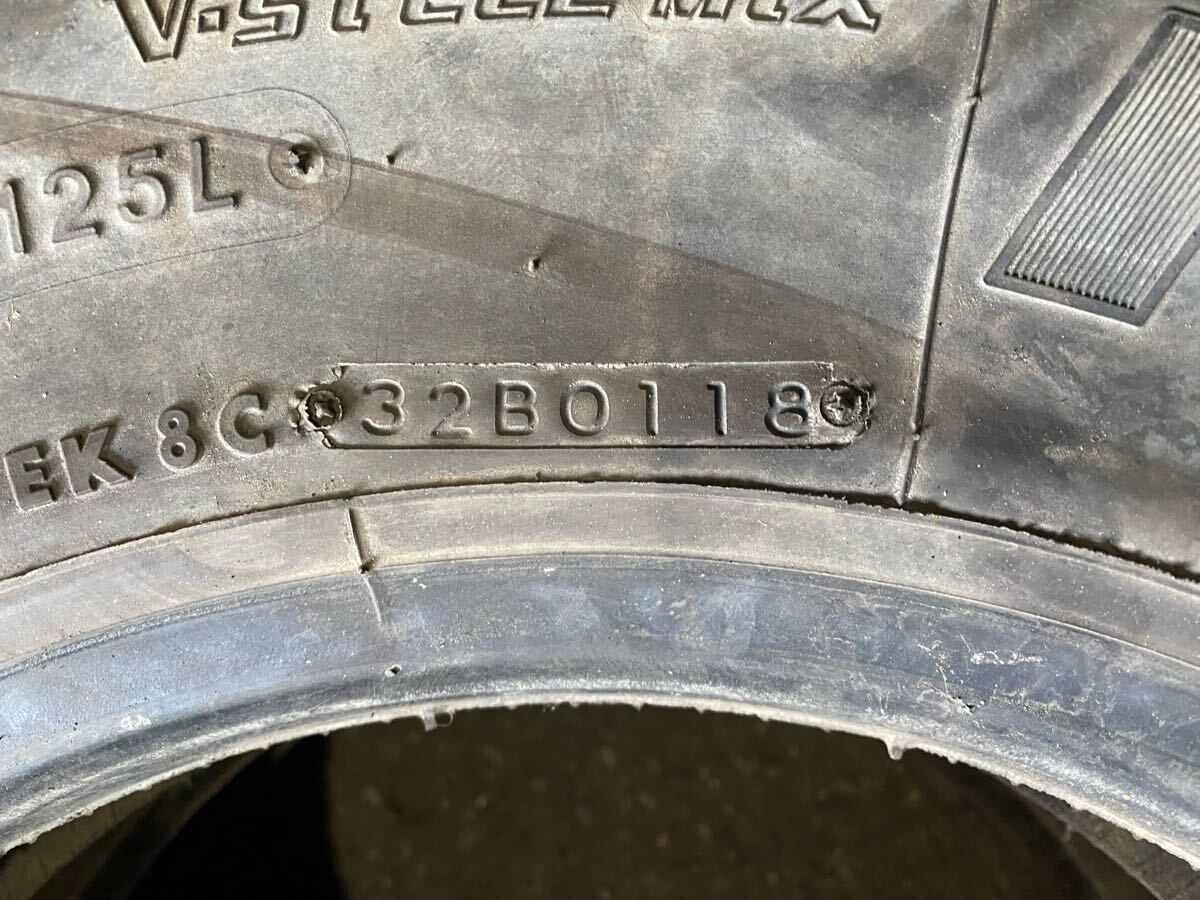 V-STEEL MIX
125L
EK 8C 32B0118